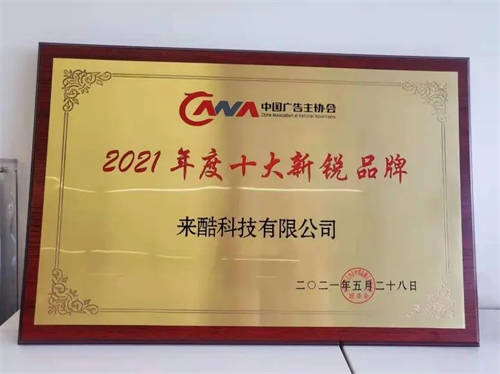 CANA 中国广告主协会
China Association of National Advertisers
2021年度十大新锐品牌
来酷科技有限公司
二〇二一年五月二十八日